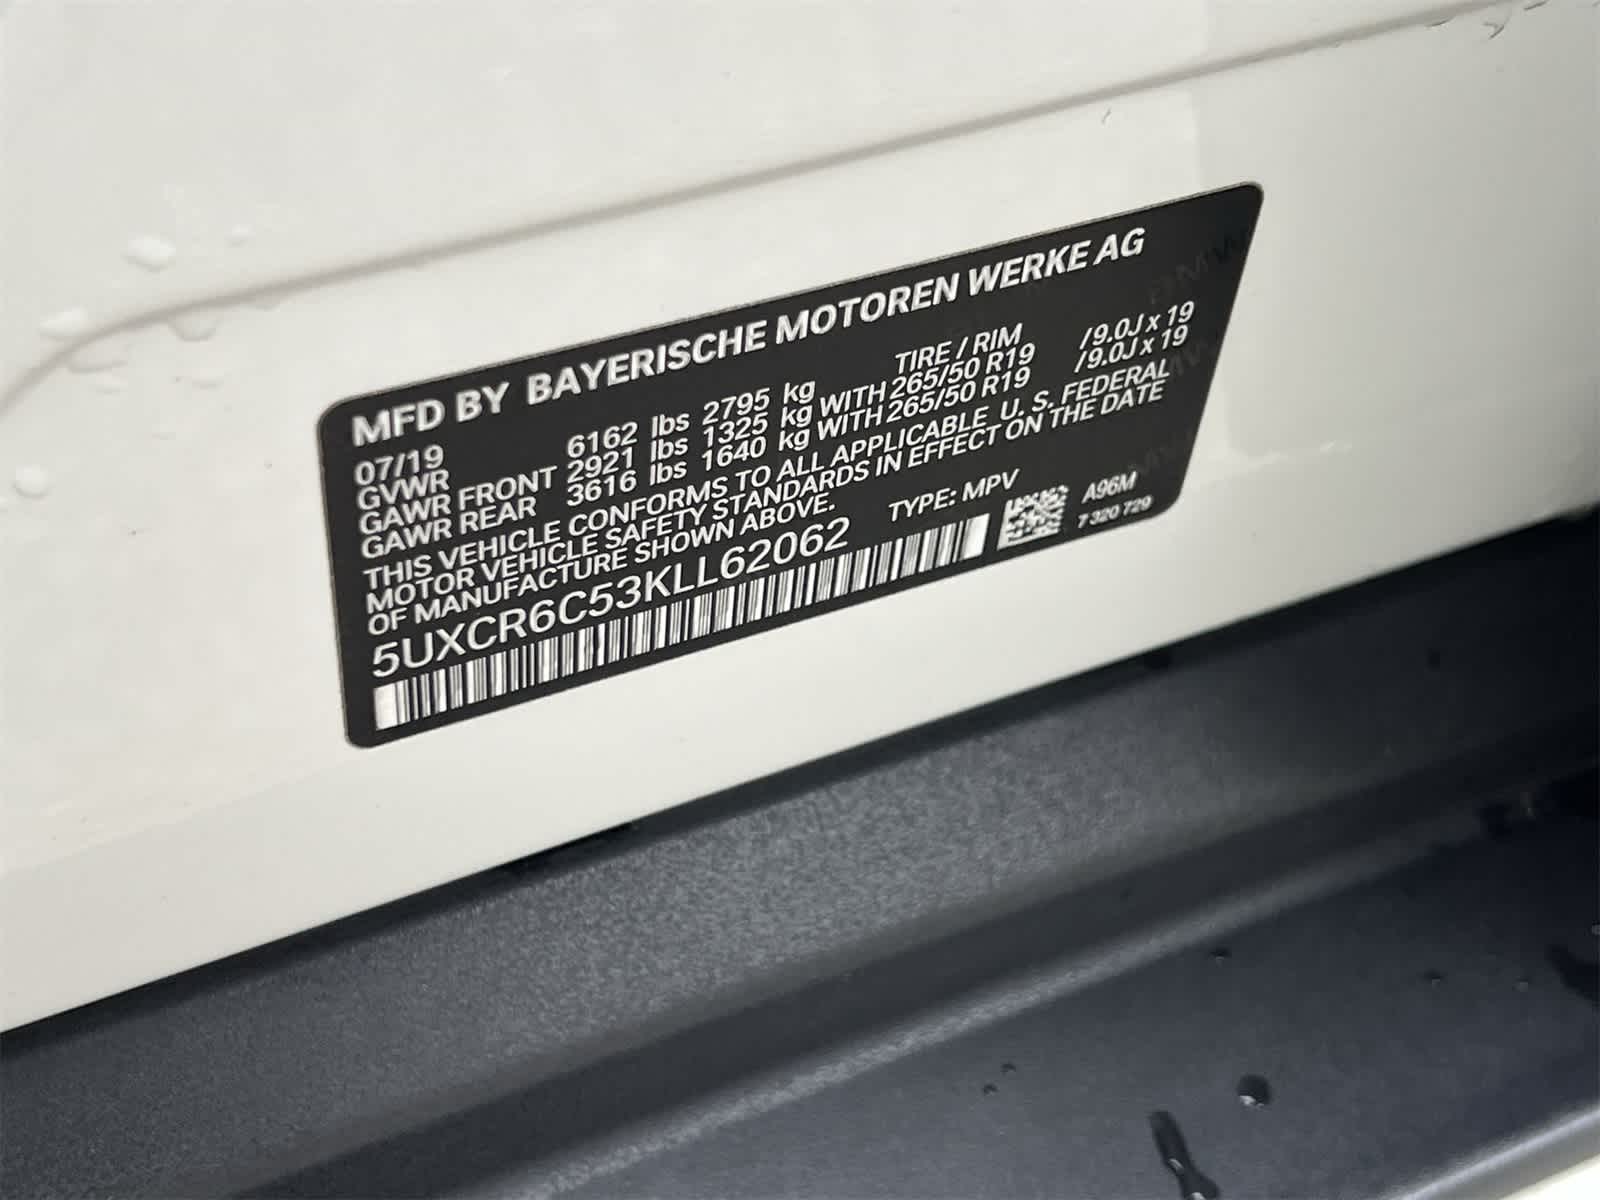 MFD BY BAYERISCHE MOTOREN WERKE AG
07/19 TIRE / RIM
GVWR 6162 lbs 2795 kg
GAWR FRONT 2921 lbs 1325 kg WITH 265/50 R19 /9.0J x 19
GAWR REAR 3616 lbs 1640 kg WITH 265/50 R19 /9.0J x 19
THIS VEHICLE CONFORMS TO ALL APPLICABLE U. S. FEDERAL
MOTOR VEHICLE SAFETY STANDARDS IN EFFECT ON THE DATE
OF MANUFACTURE SHOWN ABOVE.
5UXCR6C53KLL62062 TYPE: MPV
A96M
7 320 729